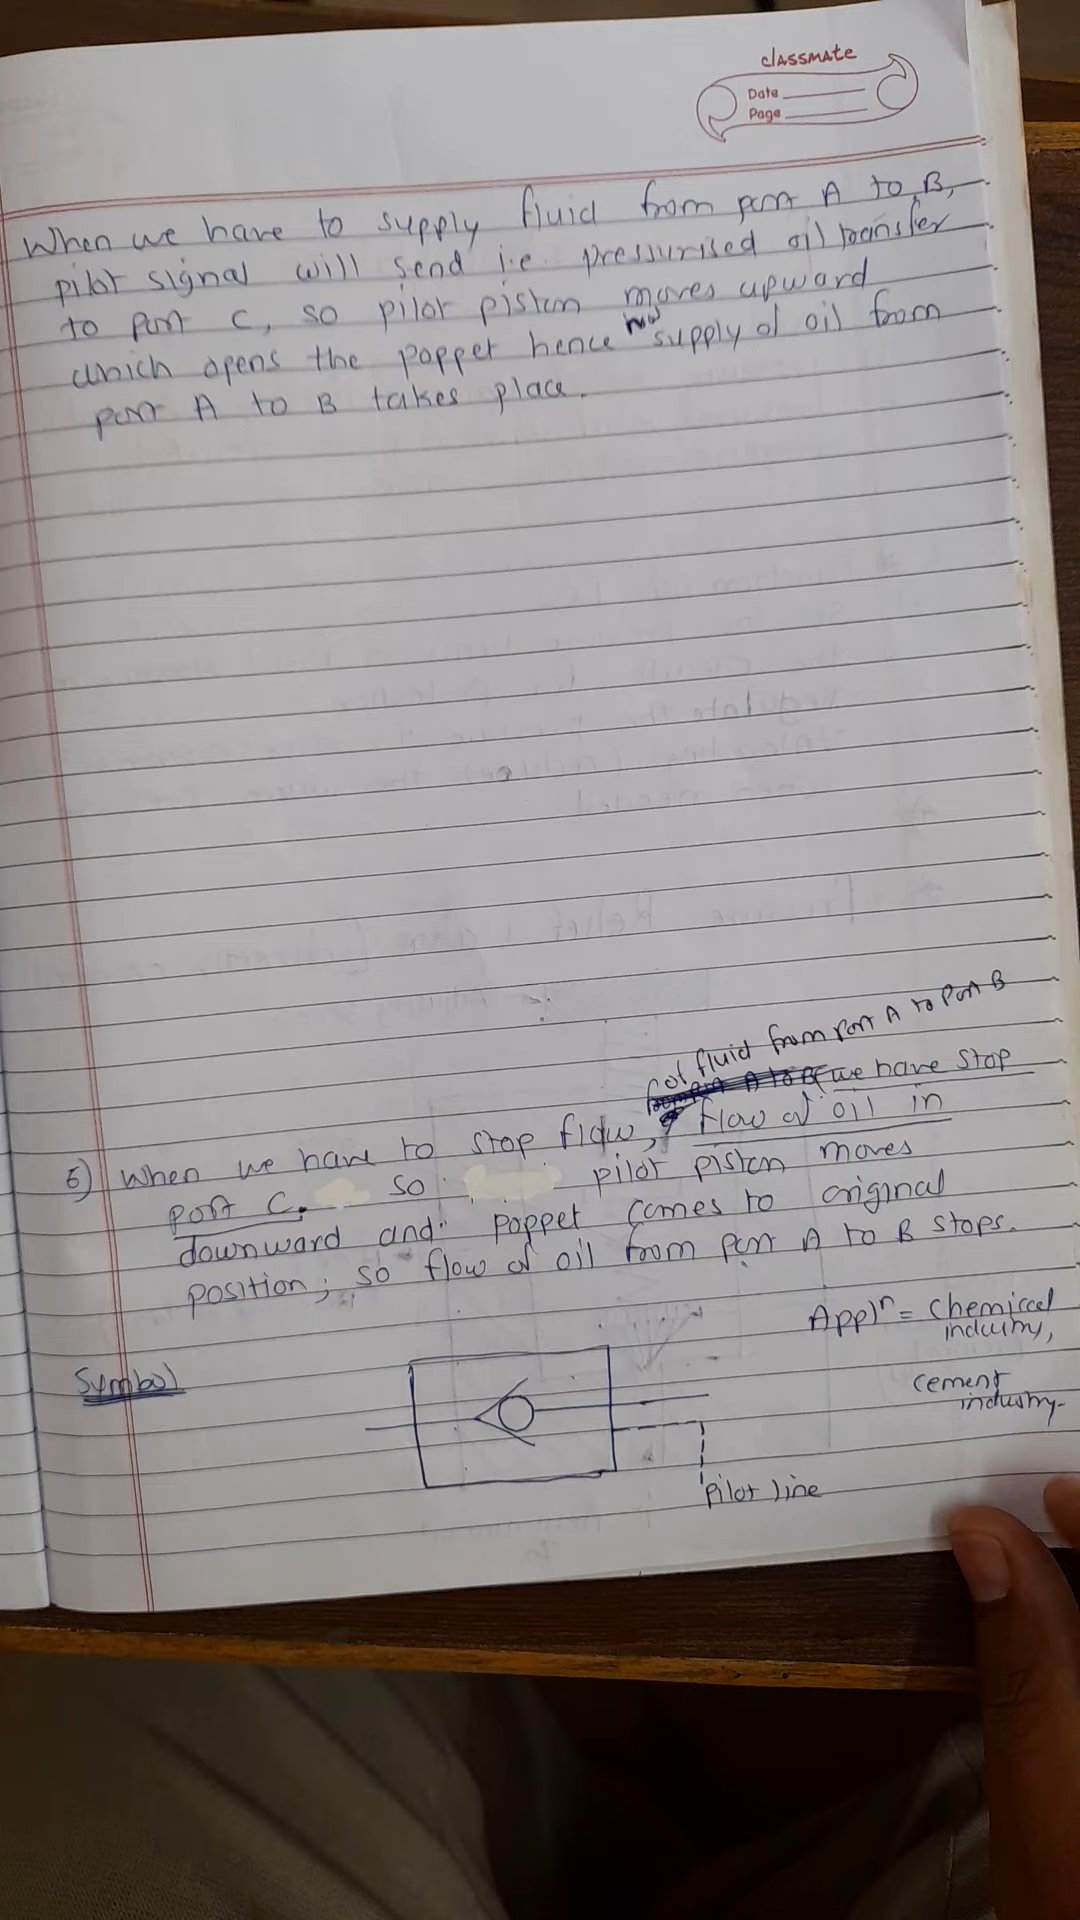 classmate
Date
Page
When we have to supply fluid from port A to B,
pilot signal will send i.e. pressurised oil transfer
to port C, so pilot piston moves upward
which opens the poppet hence now supply of oil from
port A to B takes place.
of fluid from port A to Port B
we have stop
5) When we have to stop flow, flow of oil in
port C. so pilot piston moves
downward and poppet comes to original
position; so flow of oil from port A to B stops.
Appl^n = Chemical
industry,
Symbol
cement
industry-
Pilot line